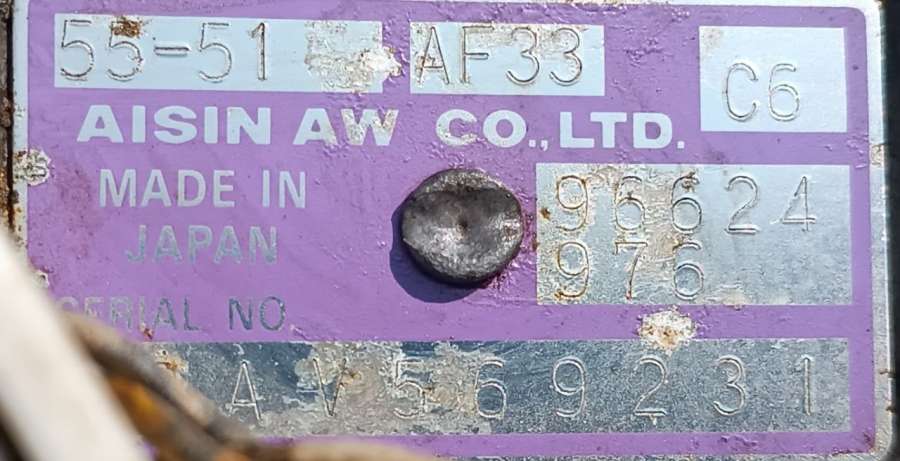 55-51 AF33 C6
AISIN AW CO.,LTD.
MADE IN
JAPAN
96624
976
SERIAL NO.
AV569231